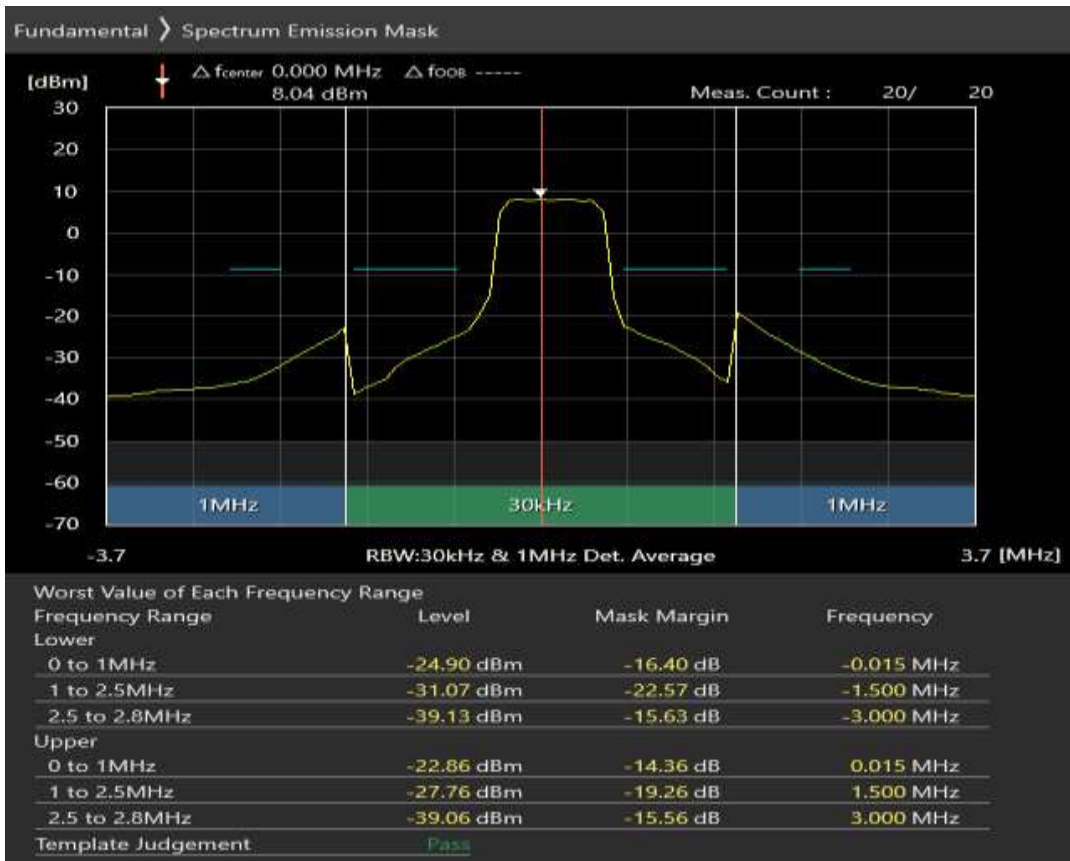 Fundamental 〉 Spectrum Emission Mask
[dBm] △ fcenter 0.000 MHz △ fOOB -----
8.04 dBm Meas. Count : 20/ 20
30
20
10
0
-10
-20
-30
-40
-50
-60
-70
1MHz 30kHz 1MHz
-3.7 RBW:30kHz & 1MHz Det. Average 3.7 [MHz]
Worst Value of Each Frequency Range
Frequency Range Level Mask Margin Frequency
Lower
0 to 1MHz -24.90 dBm -16.40 dB -0.015 MHz
1 to 2.5MHz -31.07 dBm -22.57 dB -1.500 MHz
2.5 to 2.8MHz -39.13 dBm -15.63 dB -3.000 MHz
Upper
0 to 1MHz -22.86 dBm -14.36 dB 0.015 MHz
1 to 2.5MHz -27.76 dBm -19.26 dB 1.500 MHz
2.5 to 2.8MHz -39.06 dBm -15.56 dB 3.000 MHz
Template Judgement Pass